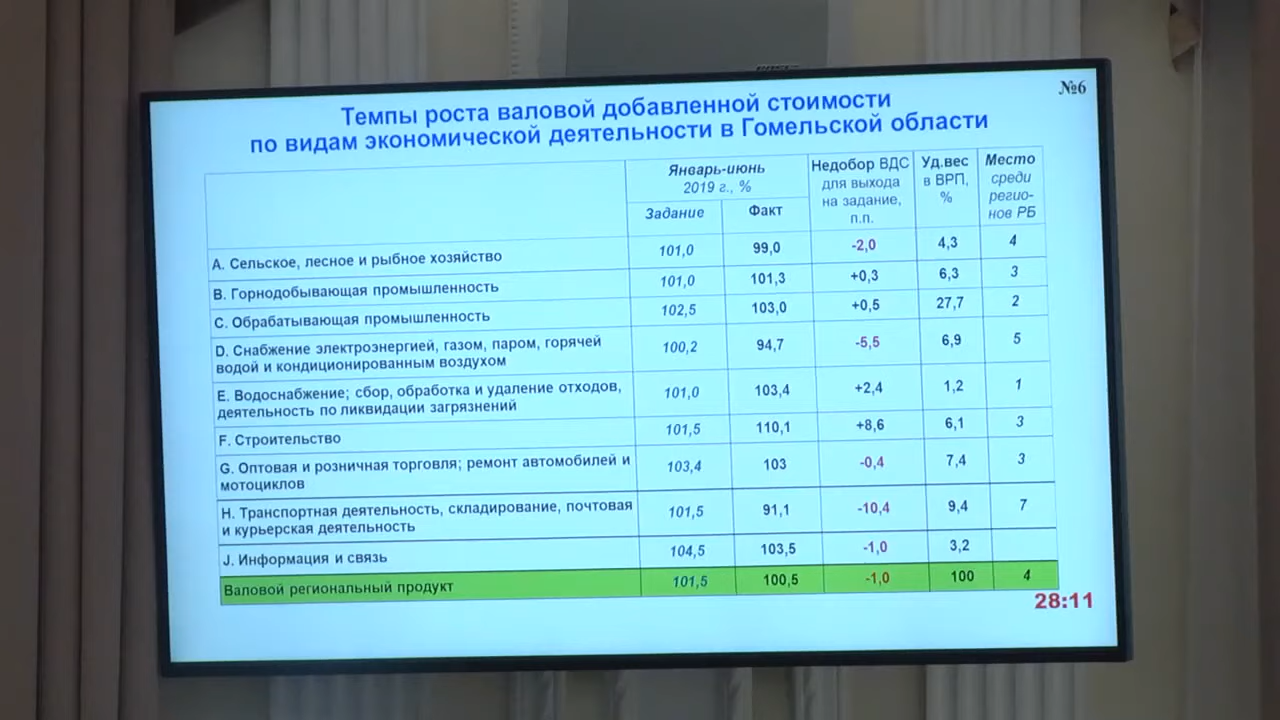 №6
Темпы роста валовой добавленной стоимости
по видам экономической деятельности в Гомельской области
Январь-июнь
2019 г., %
Недобор ВДС
для выхода
на задание,
п.п.
Уд.вес
в ВРП,
%
Место
среди
регио-
нов РБ
Задание Факт
A. Сельское, лесное и рыбное хозяйство 101,0 99,0 -2,0 4,3 4
B. Горнодобывающая промышленность 101,0 101,3 +0,3 6,3 3
C. Обрабатывающая промышленность 102,5 103,0 +0,5 27,7 2
D. Снабжение электроэнергией, газом, паром, горячей
водой и кондиционированным воздухом 100,2 94,7 -5,5 6,9 5
E. Водоснабжение; сбор, обработка и удаление отходов,
деятельность по ликвидации загрязнений 101,0 103,4 +2,4 1,2 1
F. Строительство 101,5 110,1 +8,6 6,1 3
G. Оптовая и розничная торговля; ремонт автомобилей и
мотоциклов 103,4 103 -0,4 7,4 3
H. Транспортная деятельность, складирование, почтовая
и курьерская деятельность 101,5 91,1 -10,4 9,4 7
J. Информация и связь 104,5 103,5 -1,0 3,2
Валовой региональный продукт 101,5 100,5 -1,0 100 4
28:11